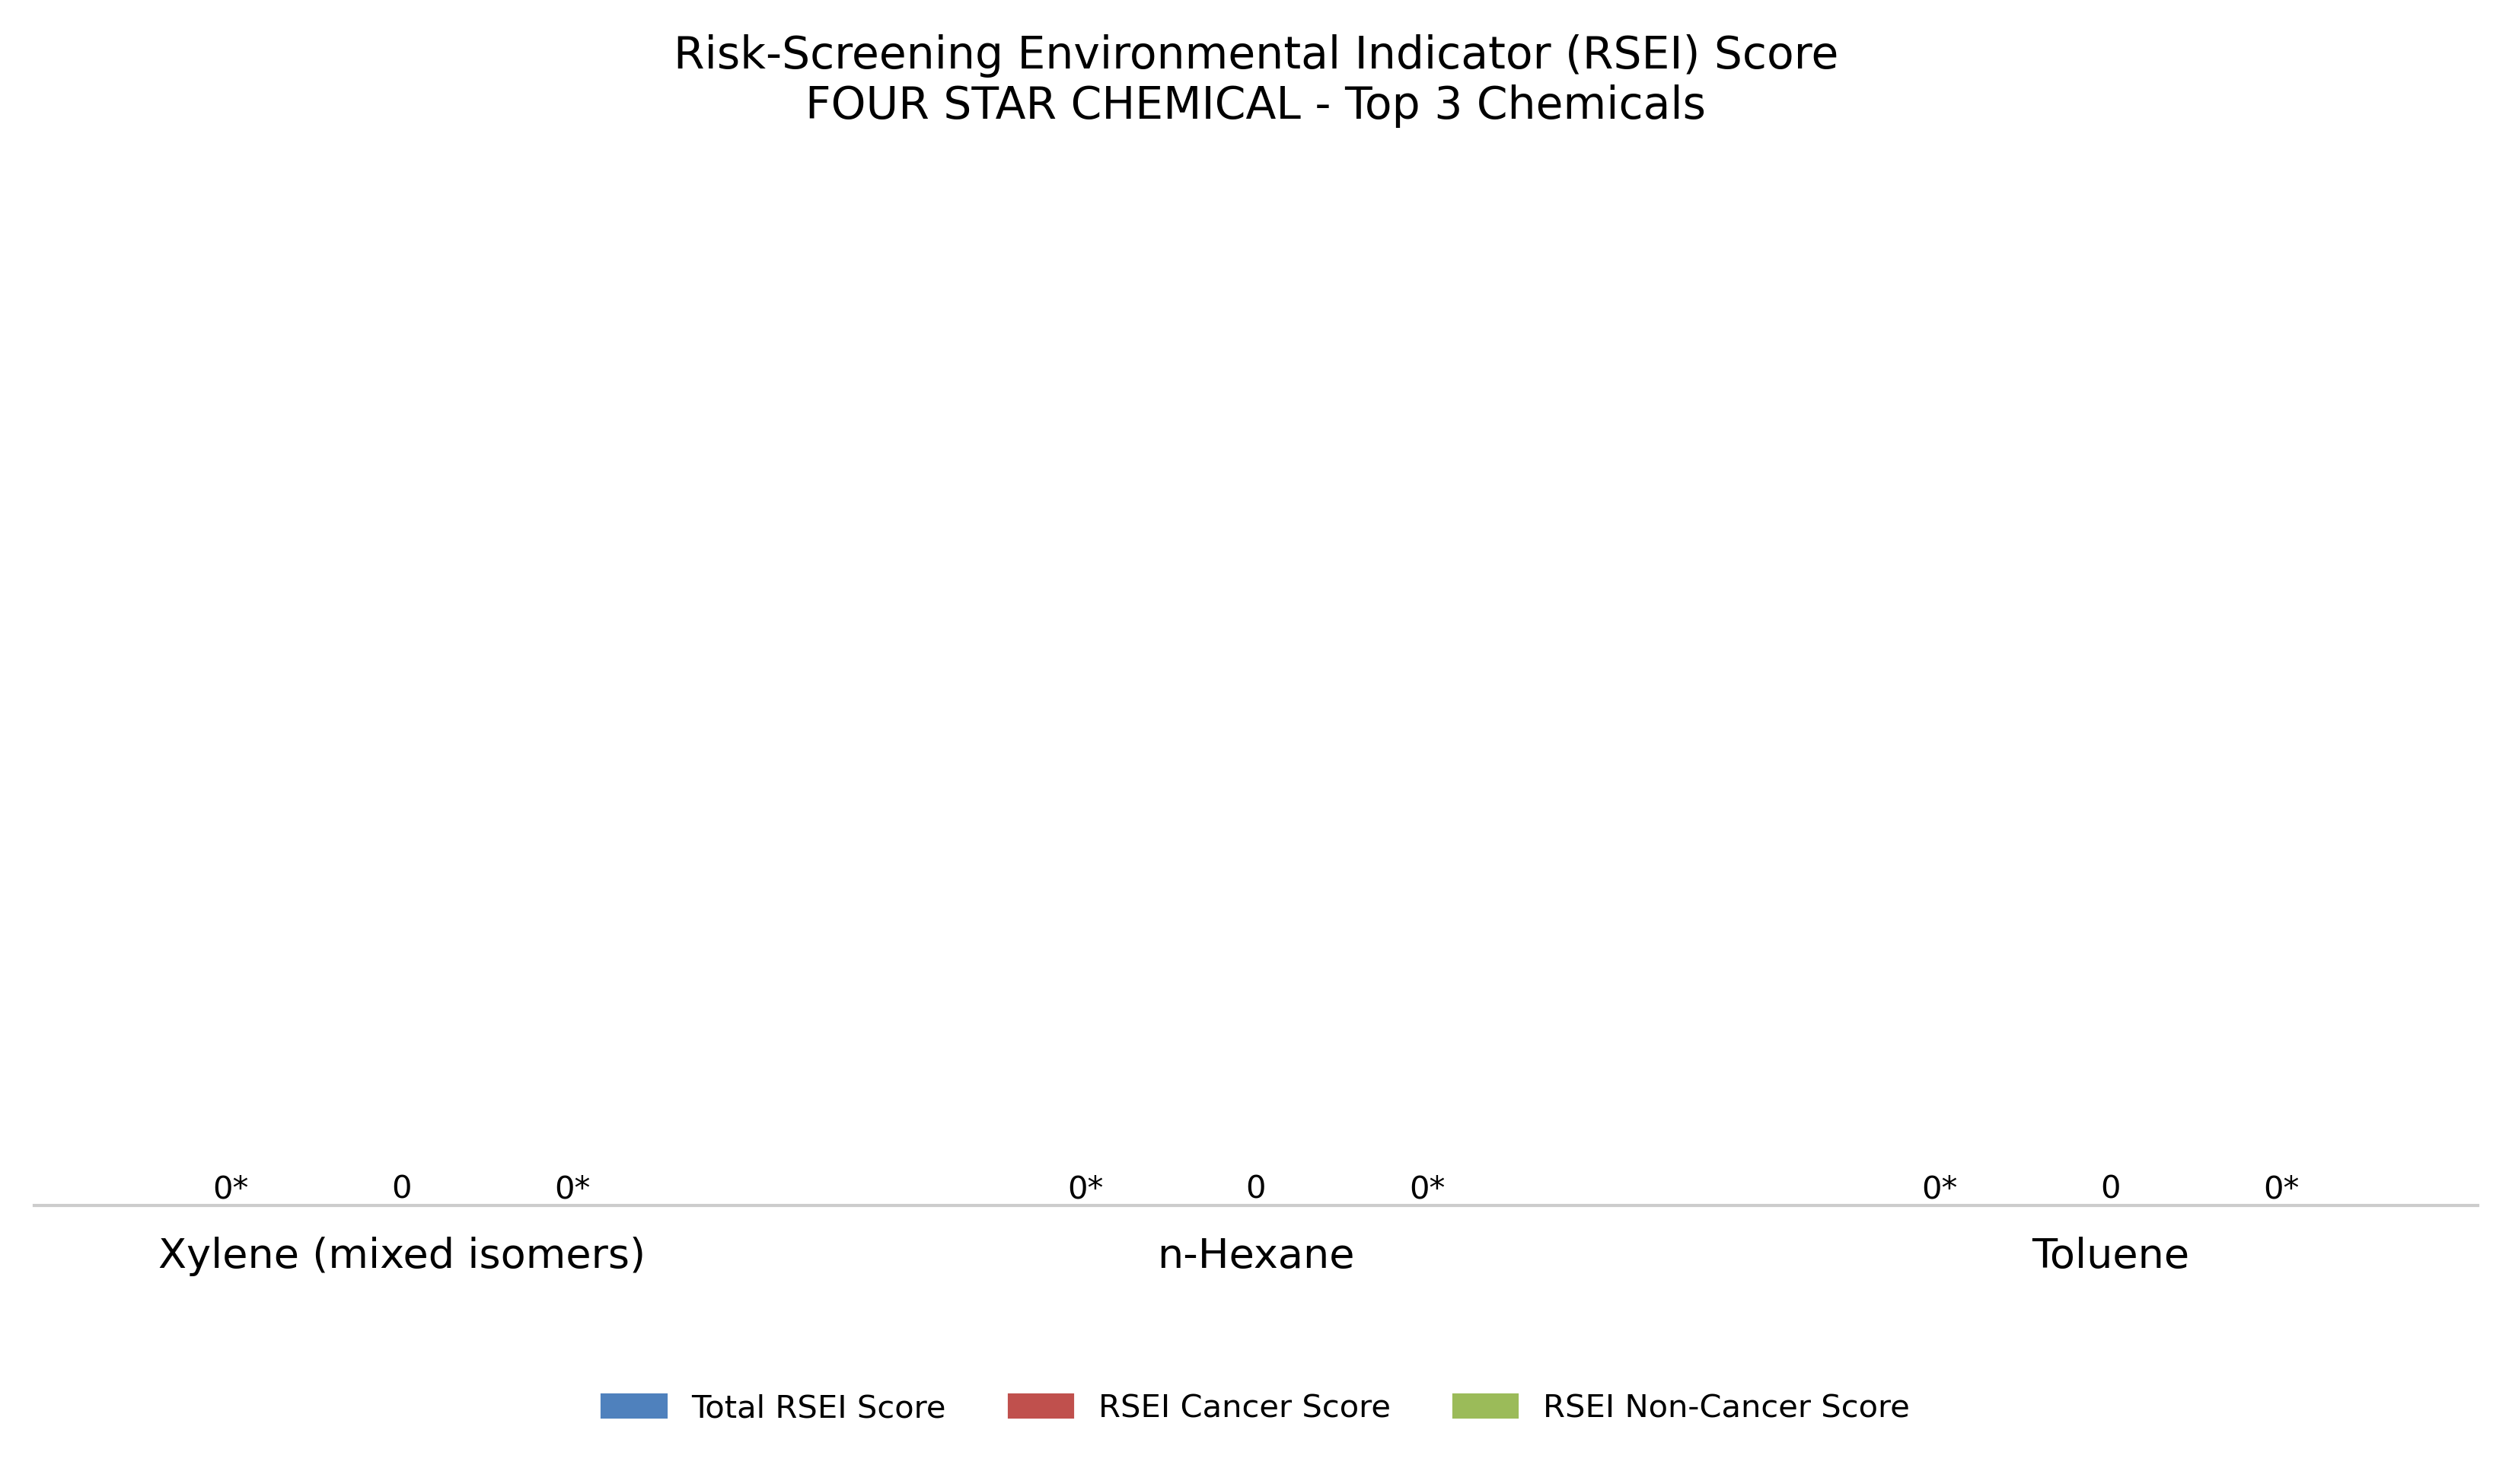 Risk-Screening Environmental Indicator (RSEI) Score
FOUR STAR CHEMICAL - Top 3 Chemicals
0* 0 0* 0* 0 0* 0* 0 0*
Xylene (mixed isomers) n-Hexane Toluene
Total RSEI Score RSEI Cancer Score RSEI Non-Cancer Score